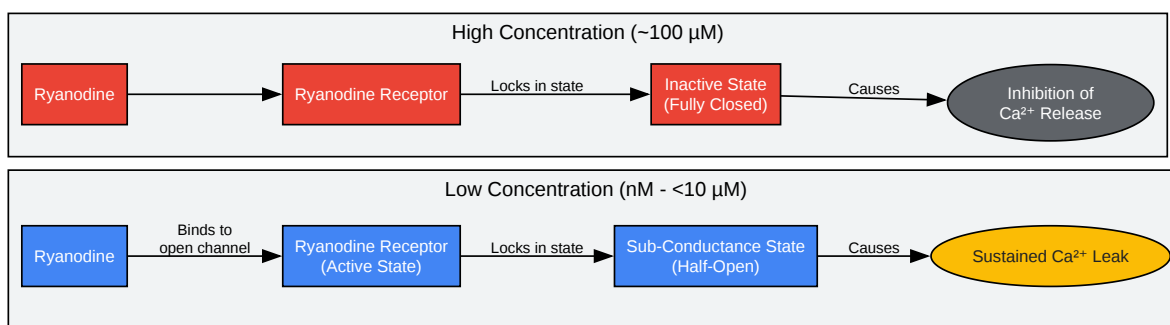 High Concentration (~100 µM)
Ryanodine
Ryanodine Receptor
Locks in state
Inactive State
(Fully Closed)
Causes
Inhibition of
Ca²⁺ Release
Low Concentration (nM - <10 µM)
Ryanodine
Binds to
open channel
Ryanodine Receptor
(Active State)
Locks in state
Sub-Conductance State
(Half-Open)
Causes
Sustained Ca²⁺ Leak